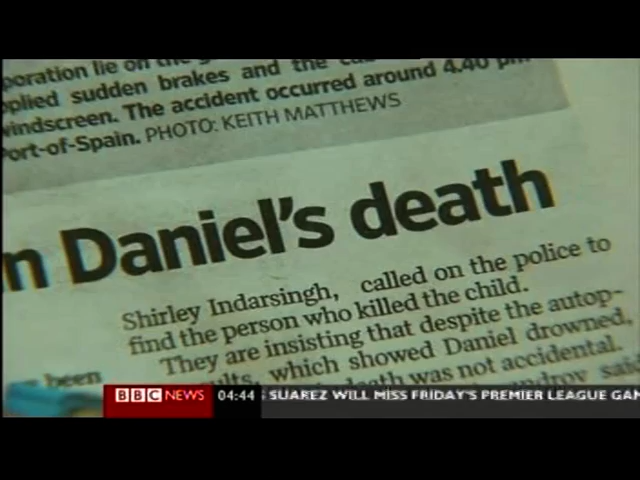 poration lie on the
pplied sudden brakes and the
windscreen. The accident occurred around 4.40 pm
Port-of-Spain. PHOTO: KEITH MATTHEWS
n Daniel's death
Shirley Indarsingh, called on the police to
find the person who killed the child.
They are insisting that despite the autop-
ults, which showed Daniel drowned,
death was not accidental.
been
said
BBC NEWS 04:44 SUAREZ WILL MISS FRIDAY'S PREMIER LEAGUE GAM